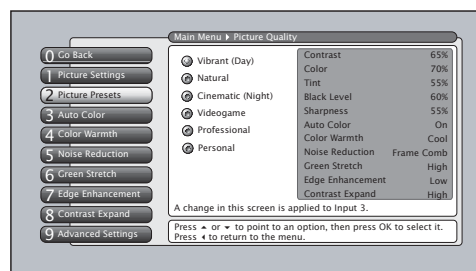 Main Menu ▸ Picture Quality
0 Go Back
1 Picture Settings
2 Picture Presets
3 Auto Color
4 Color Warmth
5 Noise Reduction
6 Green Stretch
7 Edge Enhancement
8 Contrast Expand
9 Advanced Settings
Vibrant (Day)
Natural
Cinematic (Night)
Videogame
Professional
Personal
Contrast 65%
Color 70%
Tint 55%
Black Level 60%
Sharpness 55%
Auto Color On
Color Warmth Cool
Noise Reduction Frame Comb
Green Stretch High
Edge Enhancement Low
Contrast Expand High
A change in this screen is applied to Input 3.
Press ▴ or ▾ to point to an option, then press OK to select it.
Press ◂ to return to the menu.